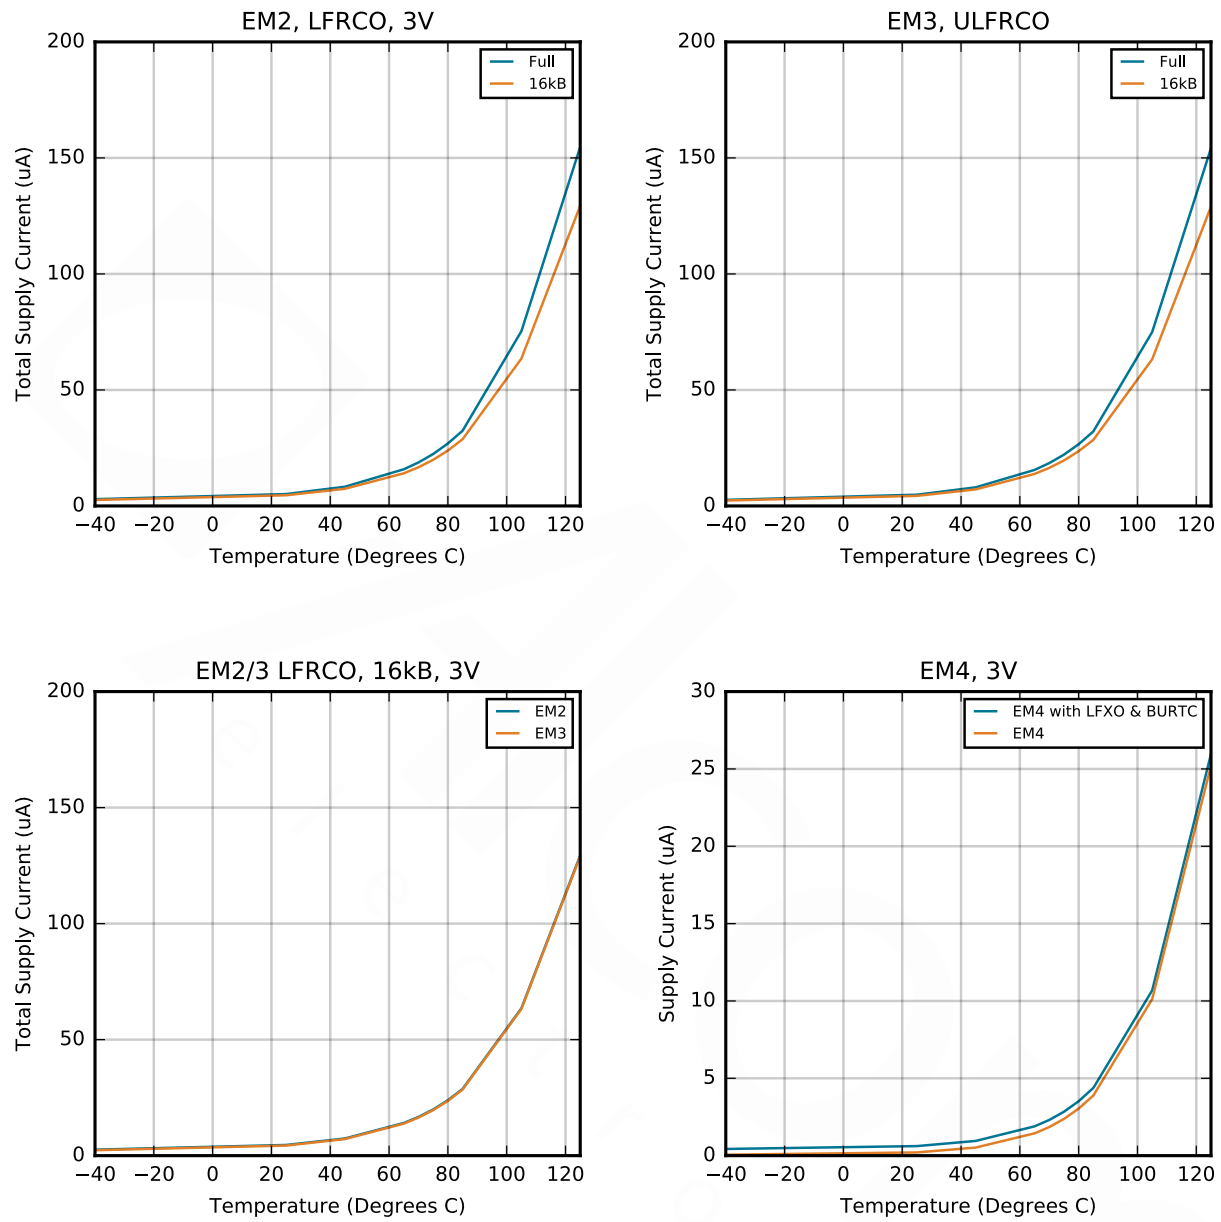 EM2, LFRCO, 3V
200
150
100
50
0
Total Supply Current (uA)
Full
16kB
−40 −20 0 20 40 60 80 100 120
Temperature (Degrees C)
EM3, ULFRCO
200
150
100
50
0
Total Supply Current (uA)
Full
16kB
−40 −20 0 20 40 60 80 100 120
Temperature (Degrees C)
EM2/3 LFRCO, 16kB, 3V
200
150
100
50
0
Total Supply Current (uA)
EM2
EM3
−40 −20 0 20 40 60 80 100 120
Temperature (Degrees C)
EM4, 3V
30
25
20
15
10
5
0
Supply Current (uA)
EM4 with LFXO & BURTC
EM4
−40 −20 0 20 40 60 80 100 120
Temperature (Degrees C)